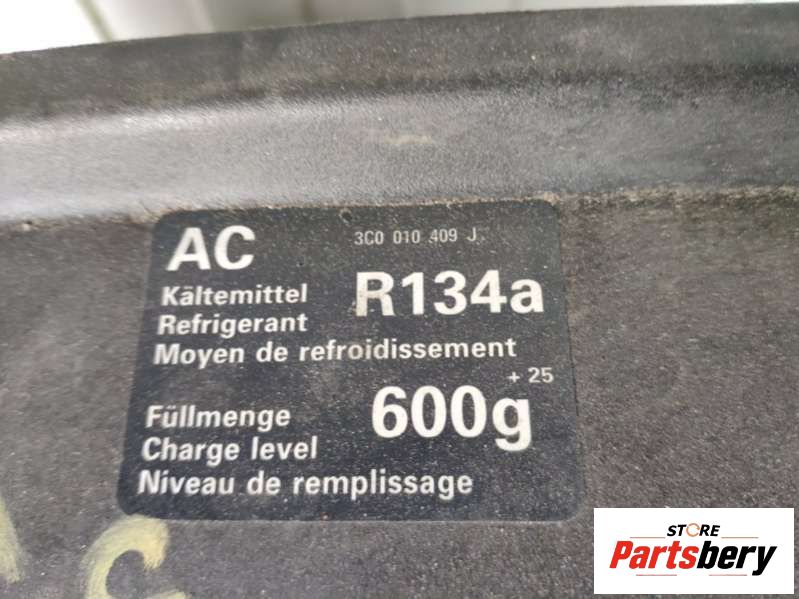 AC 3C0 010 409 J
Kältemittel R134a
Refrigerant
Moyen de refroidissement
+ 25
Füllmenge 600g
Charge level
Niveau de remplissage
STORE
Partsbery